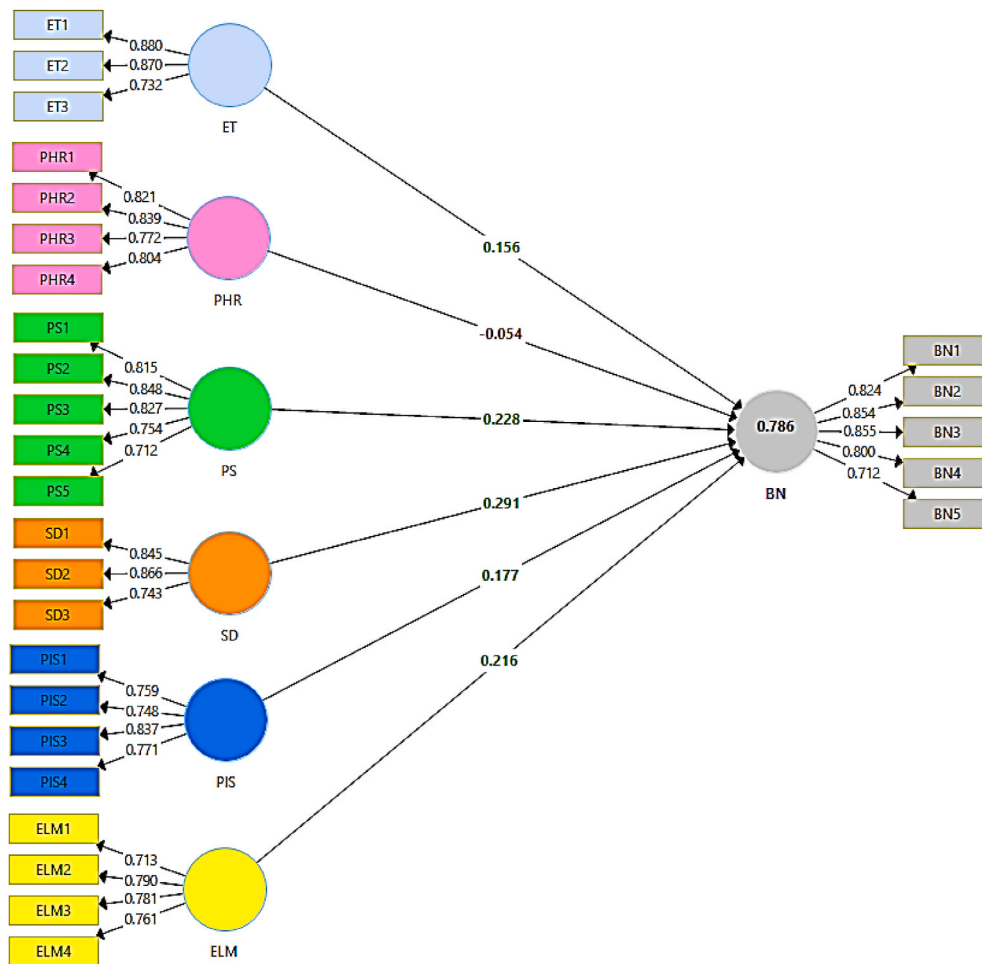 ET1
0.880
ET2
0.870
0.732
ET3
ET
PHR1
0.821
PHR2
0.839
PHR3
0.772
0.804
PHR4
PHR
PS1
0.815
PS2
0.848
PS3
0.827
0.754
PS4
0.712
PS5
PS
SD1
0.845
SD2
0.866
0.743
SD3
SD
PIS1
0.759
PIS2
0.748
0.837
PIS3
0.771
PIS4
PIS
ELM1
0.713
ELM2
0.790
0.781
ELM3
0.761
ELM4
ELM
0.156
-0.054
0.228
0.291
0.177
0.216
0.786
BN
0.824
BN1
0.854
BN2
0.855
BN3
0.800
BN4
0.712
BN5